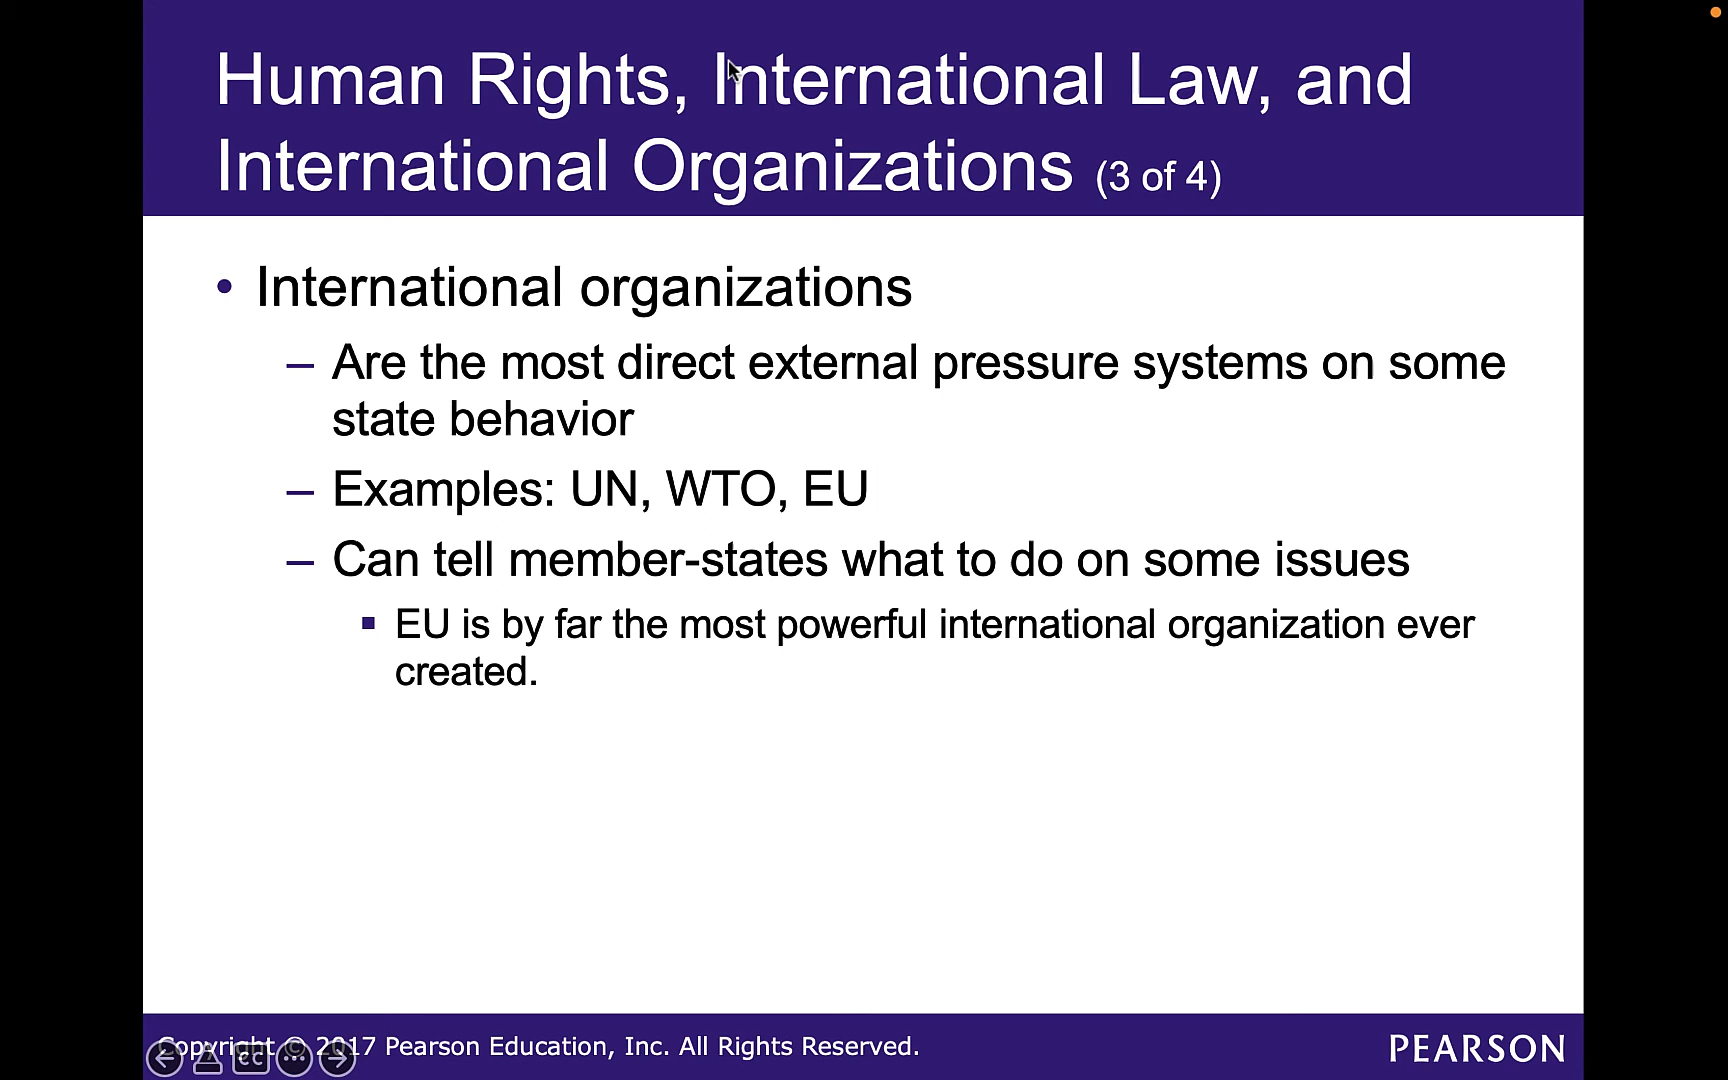 Human Rights, International Law, and
International Organizations (3 of 4)
• International organizations
– Are the most direct external pressure systems on some
state behavior
– Examples: UN, WTO, EU
– Can tell member-states what to do on some issues
▪ EU is by far the most powerful international organization ever
created.
Copyright © 2017 Pearson Education, Inc. All Rights Reserved.
CC
PEARSON